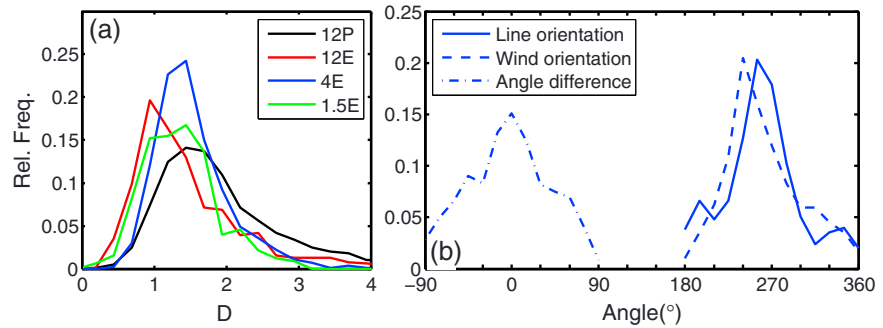 (a)
12P
12E
4E
1.5E
Rel. Freq.
0.25
0.2
0.15
0.1
0.05
0
0 1 2 3 4
D
Line orientation
Wind orientation
Angle difference
(b)
0.25
0.2
0.15
0.1
0.05
0
−90 0 90 180 270 360
Angle(°)